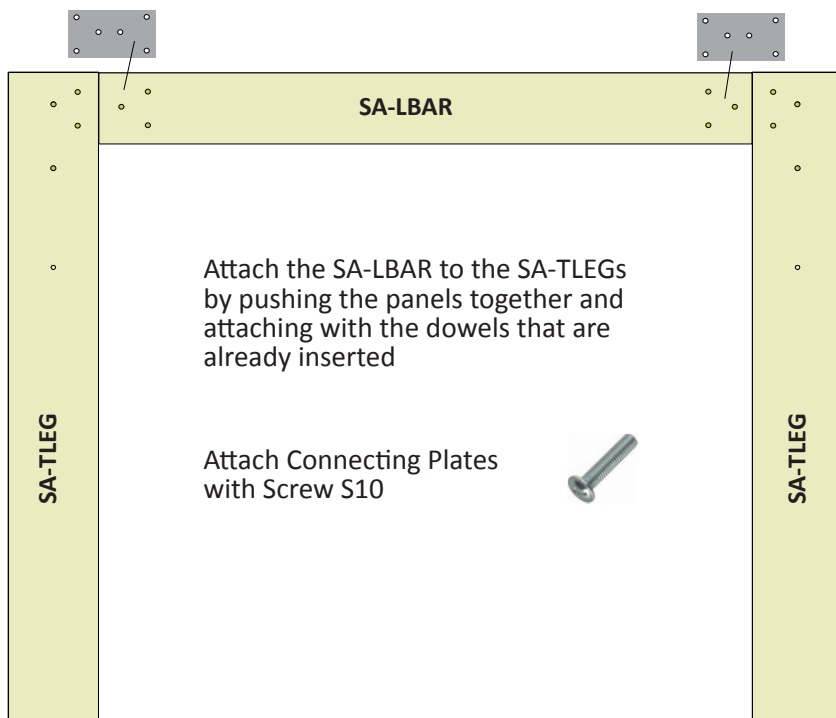 SA-LBAR
Attach the SA-LBAR to the SA-TLEGs
by pushing the panels together and
attaching with the dowels that are
already inserted
SA-TLEG
Attach Connecting Plates
with Screw S10
SA-TLEG